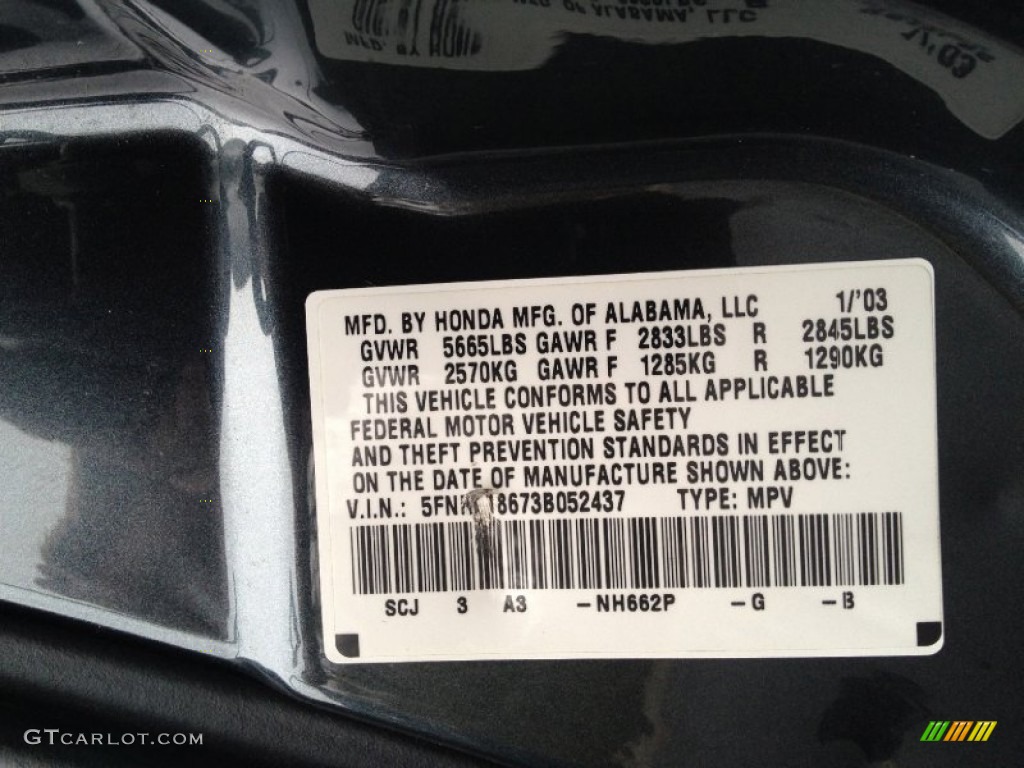 MFD. BY HONDA MFG. OF ALABAMA, LLC 1/'03
GVWR 5665LBS GAWR F 2833LBS R 2845LBS
GVWR 2570KG GAWR F 1285KG R 1290KG
THIS VEHICLE CONFORMS TO ALL APPLICABLE
FEDERAL MOTOR VEHICLE SAFETY
AND THEFT PREVENTION STANDARDS IN EFFECT
ON THE DATE OF MANUFACTURE SHOWN ABOVE:
V.I.N.: TYPE: MPV
SCJ 3 A3 -NH662P -G -B
GTCARLOT.COM